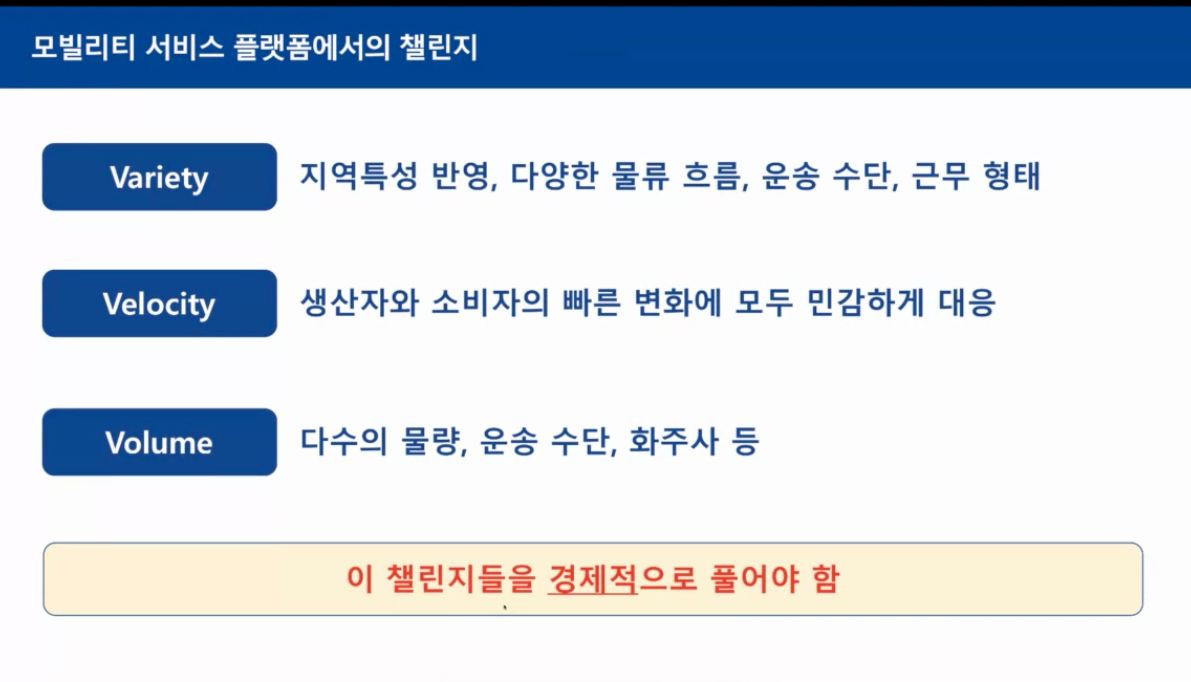 모빌리티 서비스 플랫폼에서의 챌린지
Variety 지역특성 반영, 다양한 물류 흐름, 운송 수단, 근무 형태
Velocity 생산자와 소비자의 빠른 변화에 모두 민감하게 대응
Volume 다수의 물량, 운송 수단, 화주사 등
이 챌린지들을 경제적으로 풀어야 함